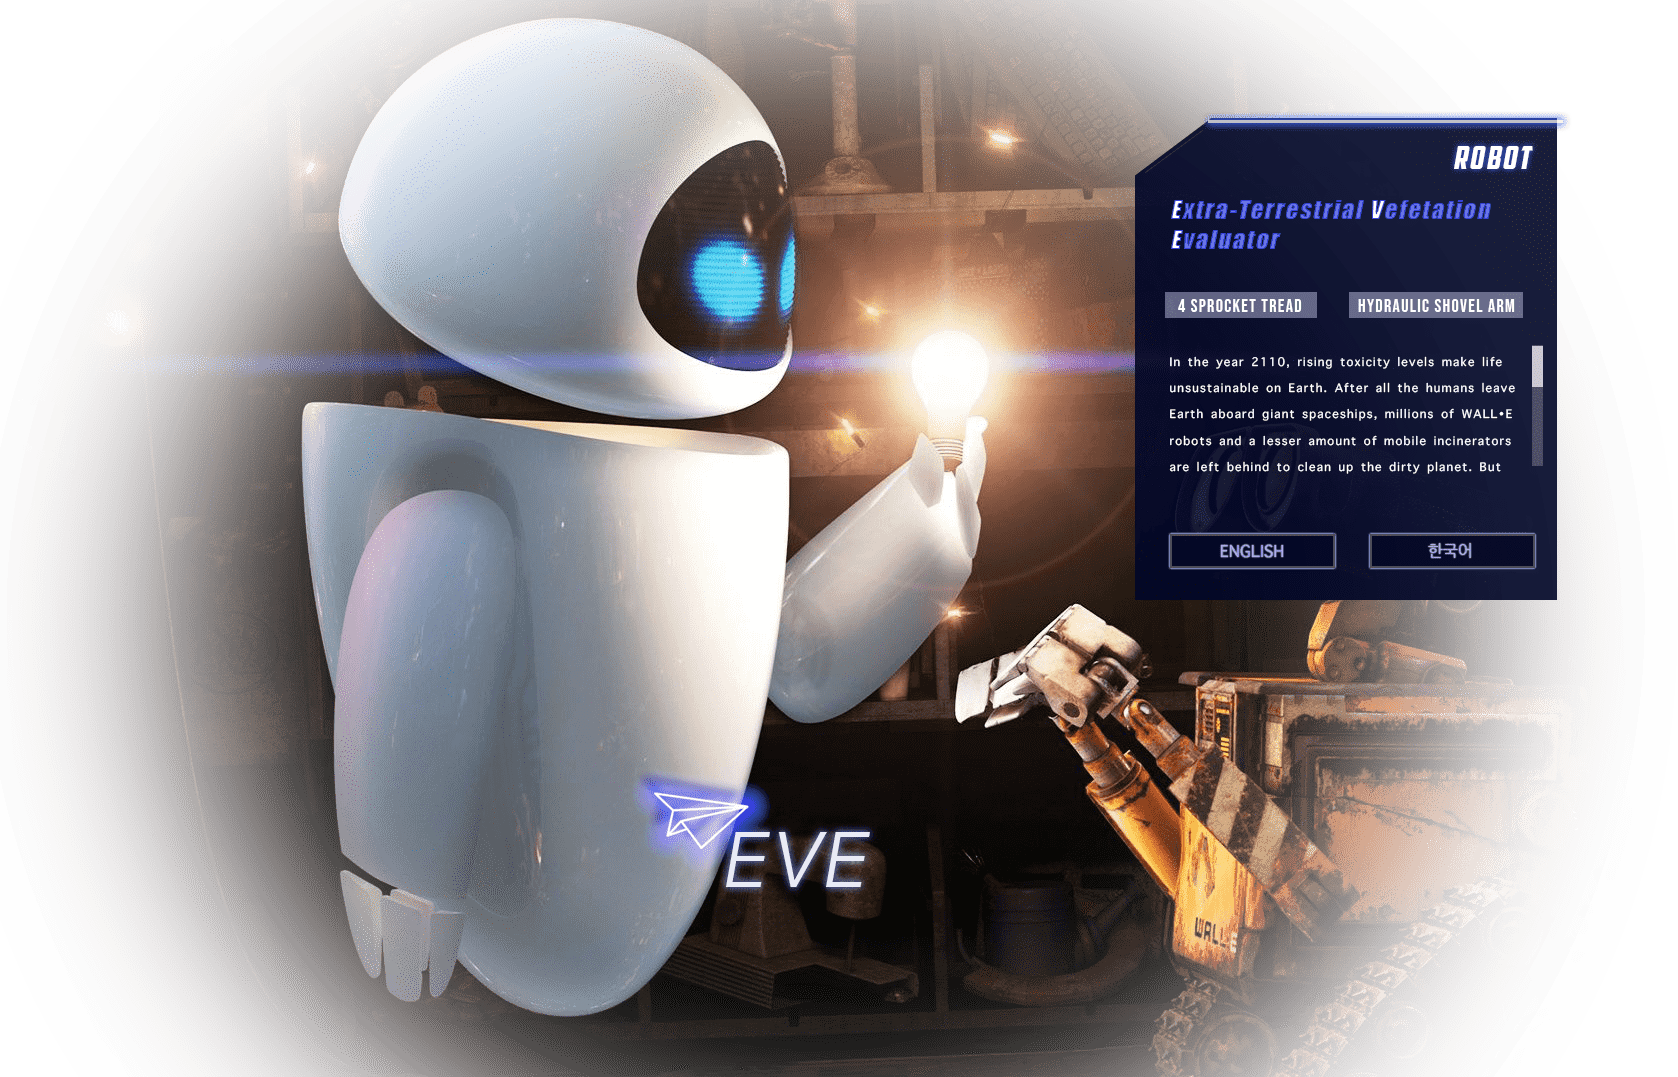 ROBOT
Extra-Terrestrial Vefetation
Evaluator
4 SPROCKET TREAD
HYDRAULIC SHOVEL ARM
In the year 2110, rising toxicity levels make life
unsustainable on Earth. After all the humans leave
Earth aboard giant spaceships, millions of WALL•E
robots and a lesser amount of mobile incinerators
are left behind to clean up the dirty planet. But
ENGLISH
한국어
EVE
WALL•E